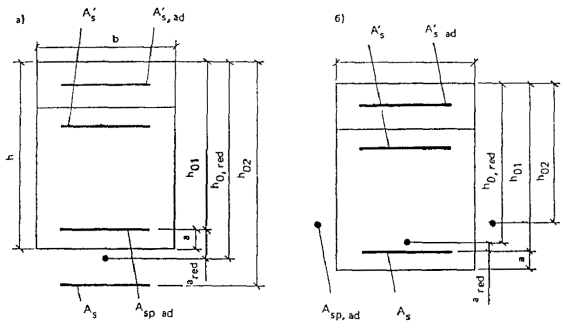 а)
A's
A's, ad
b
h
h01
h0, red
h02
a
a red
As
Asp ad
б)
A's
A's ad
h0, red
h01
h02
a
a red
Asp, ad
As